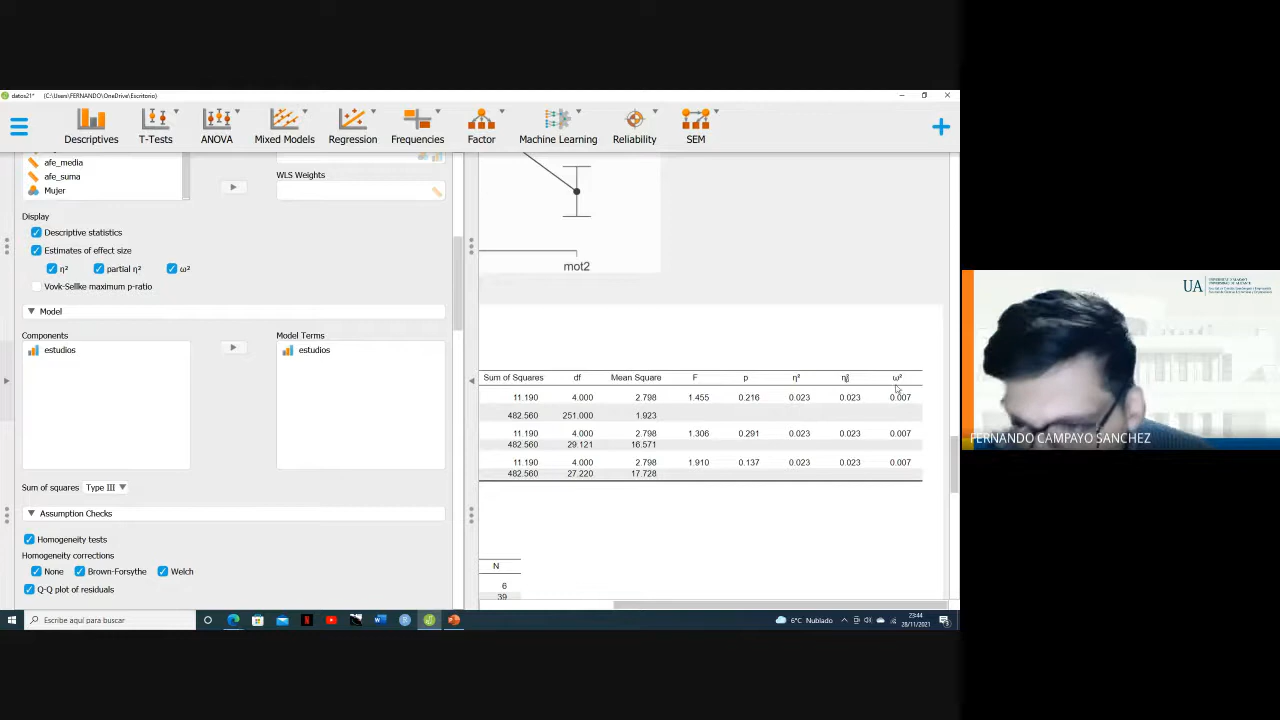 datos21* (C:\Users\FERNANDO\OneDrive\Escritorio)
Descriptives
T-Tests
ANOVA
Mixed Models
Regression
Frequencies
Factor
Machine Learning
Reliability
SEM
afe_media
afe_suma
Mujer
WLS Weights
Display
Descriptive statistics
Estimates of effect size
η² partial η² ω²
Vovk-Sellke maximum p-ratio
Model
Components
Model Terms
estudios
estudios
Sum of squares Type III
Assumption Checks
Homogeneity tests
Homogeneity corrections
None Brown-Forsythe Welch
Q-Q plot of residuals
mot2
Sum of Squares df Mean Square F p η² η²p ω²
11.190 4.000 2.798 1.455 0.216 0.023 0.023 0.007
482.560 251.000 1.923
11.190 4.000 2.798 1.306 0.291 0.023 0.023 0.007
482.560 29.121 16.571
11.190 4.000 2.798 1.910 0.137 0.023 0.023 0.007
482.560 27.220 17.728
N
6
39
Escribe aquí para buscar
6°C Nublado
23:44
28/11/2021
UA
FERNANDO CAMPAYO SANCHEZ